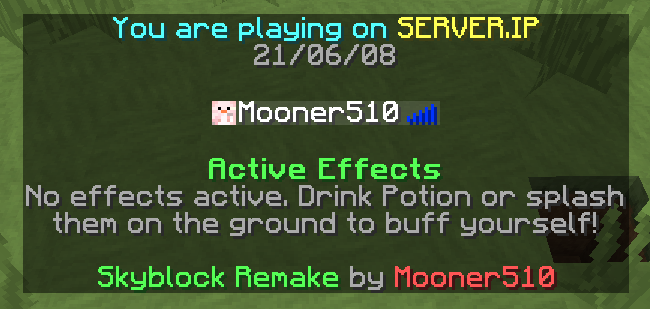 You are playing on SERVER.IP
21/06/08
Mooner510
Active Effects
No effects active. Drink Potion or splash
them on the ground to buff yourself!
Skyblock Remake by Mooner510